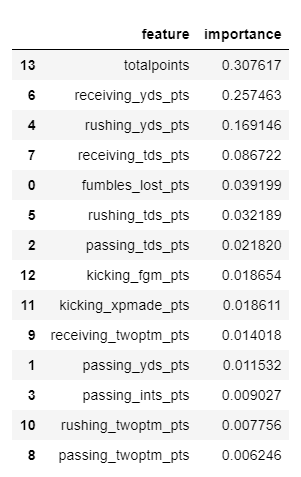 feature importance
13 totalpoints 0.307617
6 receiving_yds_pts 0.257463
4 rushing_yds_pts 0.169146
7 receiving_tds_pts 0.086722
0 fumbles_lost_pts 0.039199
5 rushing_tds_pts 0.032189
2 passing_tds_pts 0.021820
12 kicking_fgm_pts 0.018654
11 kicking_xpmade_pts 0.018611
9 receiving_twoptm_pts 0.014018
1 passing_yds_pts 0.011532
3 passing_ints_pts 0.009027
10 rushing_twoptm_pts 0.007756
8 passing_twoptm_pts 0.006246